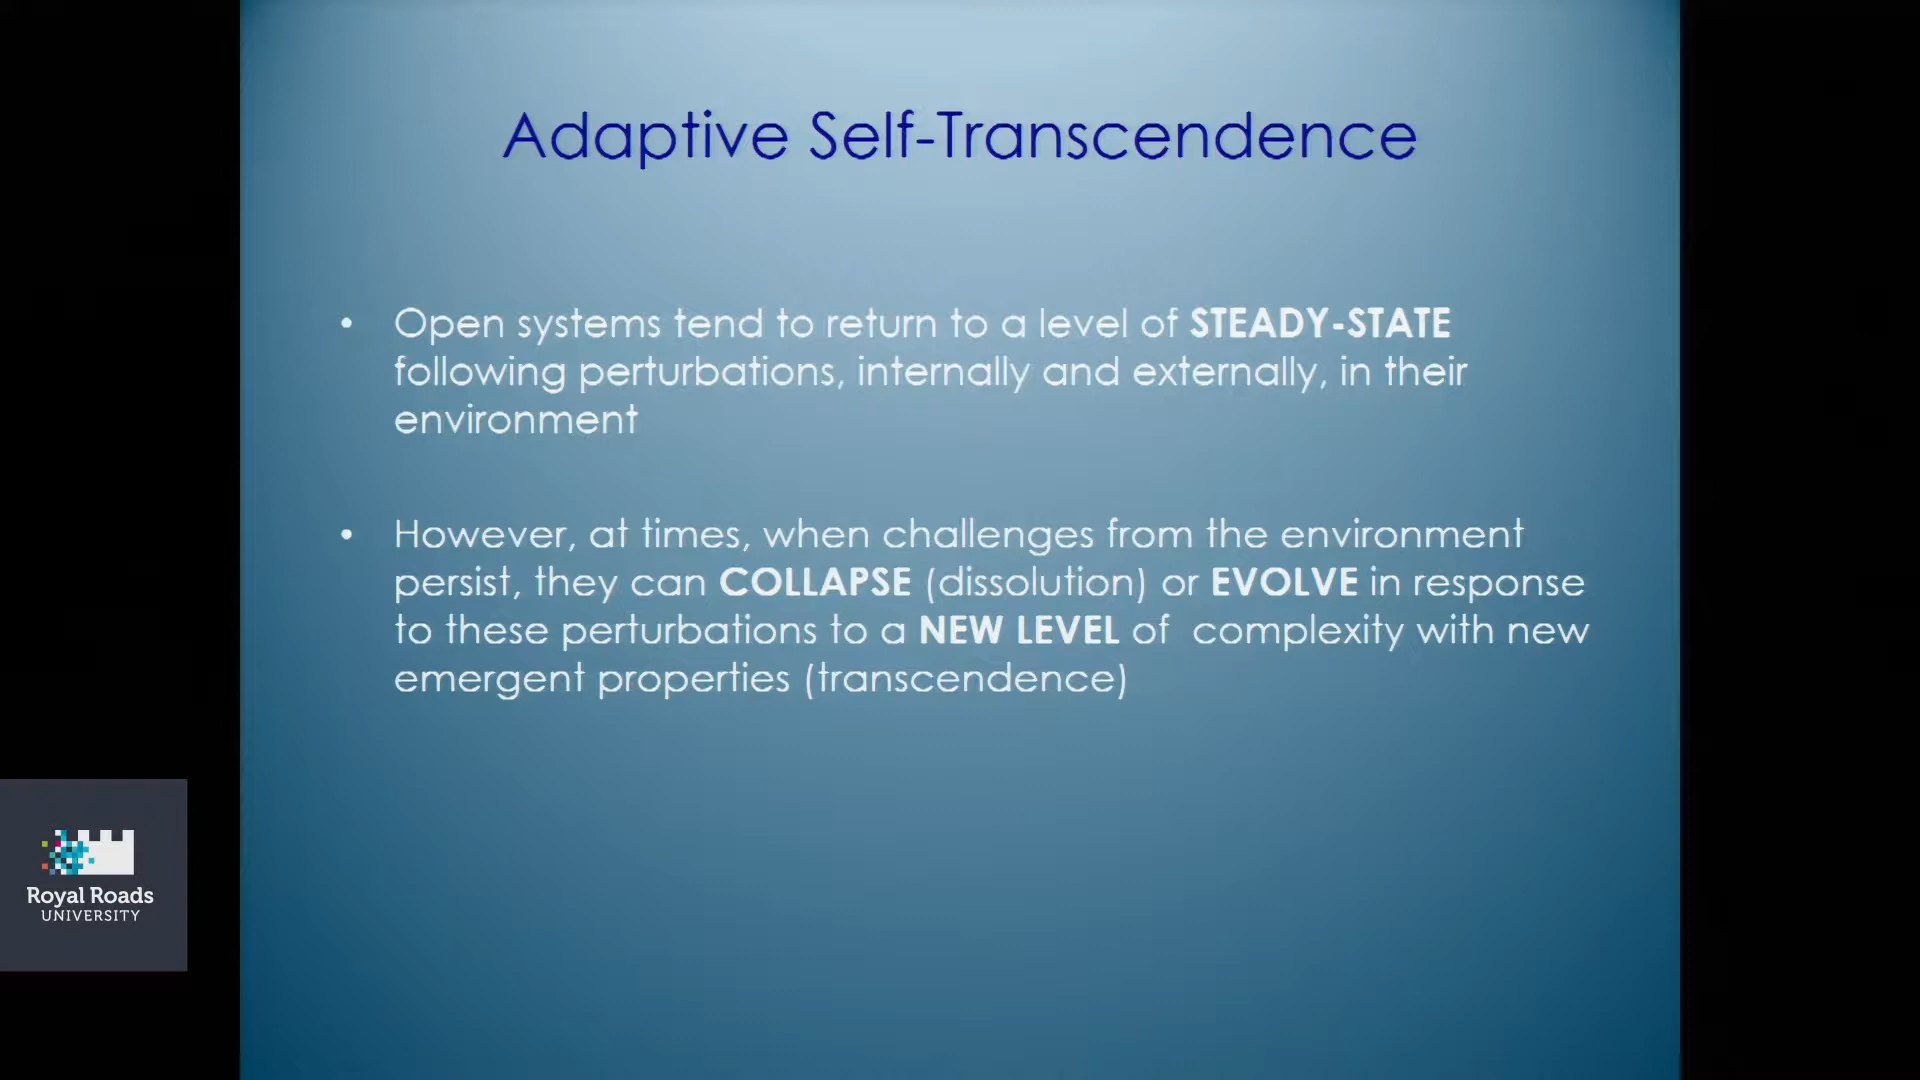 Adaptive Self-Transcendence
• Open systems tend to return to a level of STEADY-STATE
following perturbations, internally and externally, in their
environment
• However, at times, when challenges from the environment
persist, they can COLLAPSE (dissolution) or EVOLVE in response
to these perturbations to a NEW LEVEL of complexity with new
emergent properties (transcendence)
Royal Roads
UNIVERSITY